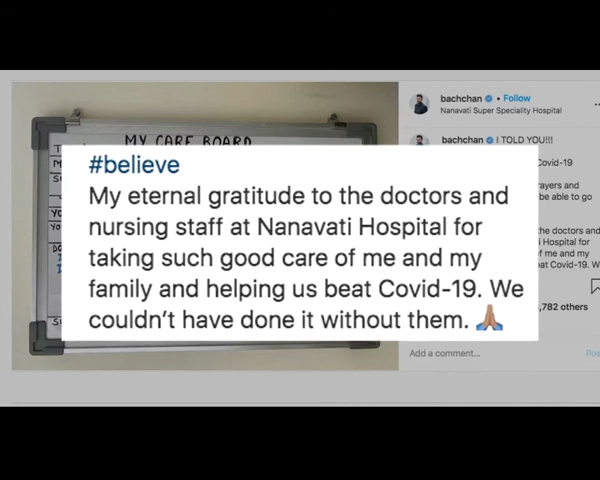 MY CARE BOARD
#believe
My eternal gratitude to the doctors and
nursing staff at Nanavati Hospital for
taking such good care of me and my
family and helping us beat Covid-19. We
couldn't have done it without them. 🙏🏽
bachchan • Follow
Nanavati Super Speciality Hospital
bachchan I TOLD YOU!!!
Covid-19
rayers and
be able to go
he doctors and
i Hospital for
f me and my
at Covid-19. W
,782 others
Add a comment...
Pos